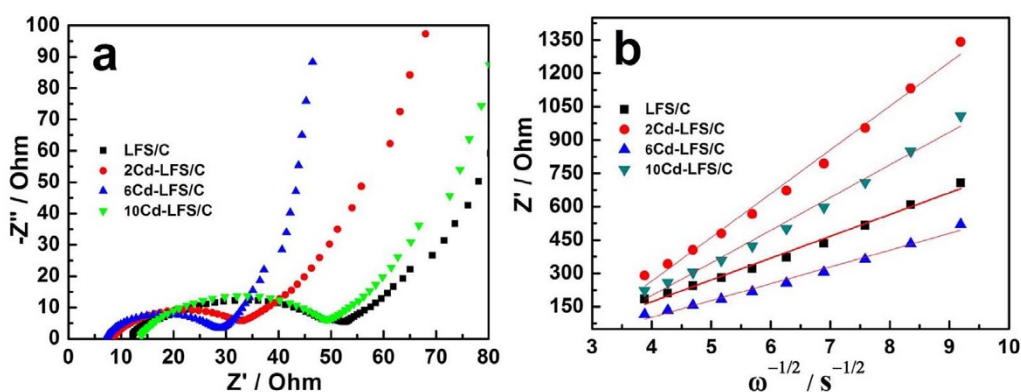 a
-Z'' / Ohm
100
90
80
70
60
50
40
30
20
10
0
LFS/C
2Cd-LFS/C
6Cd-LFS/C
10Cd-LFS/C
0 10 20 30 40 50 60 70 80
Z' / Ohm
b
Z' / Ohm
1350
1200
1050
900
750
600
450
300
150
LFS/C
2Cd-LFS/C
6Cd-LFS/C
10Cd-LFS/C
3 4 5 6 7 8 9 10
ω^-1/2 / s^-1/2